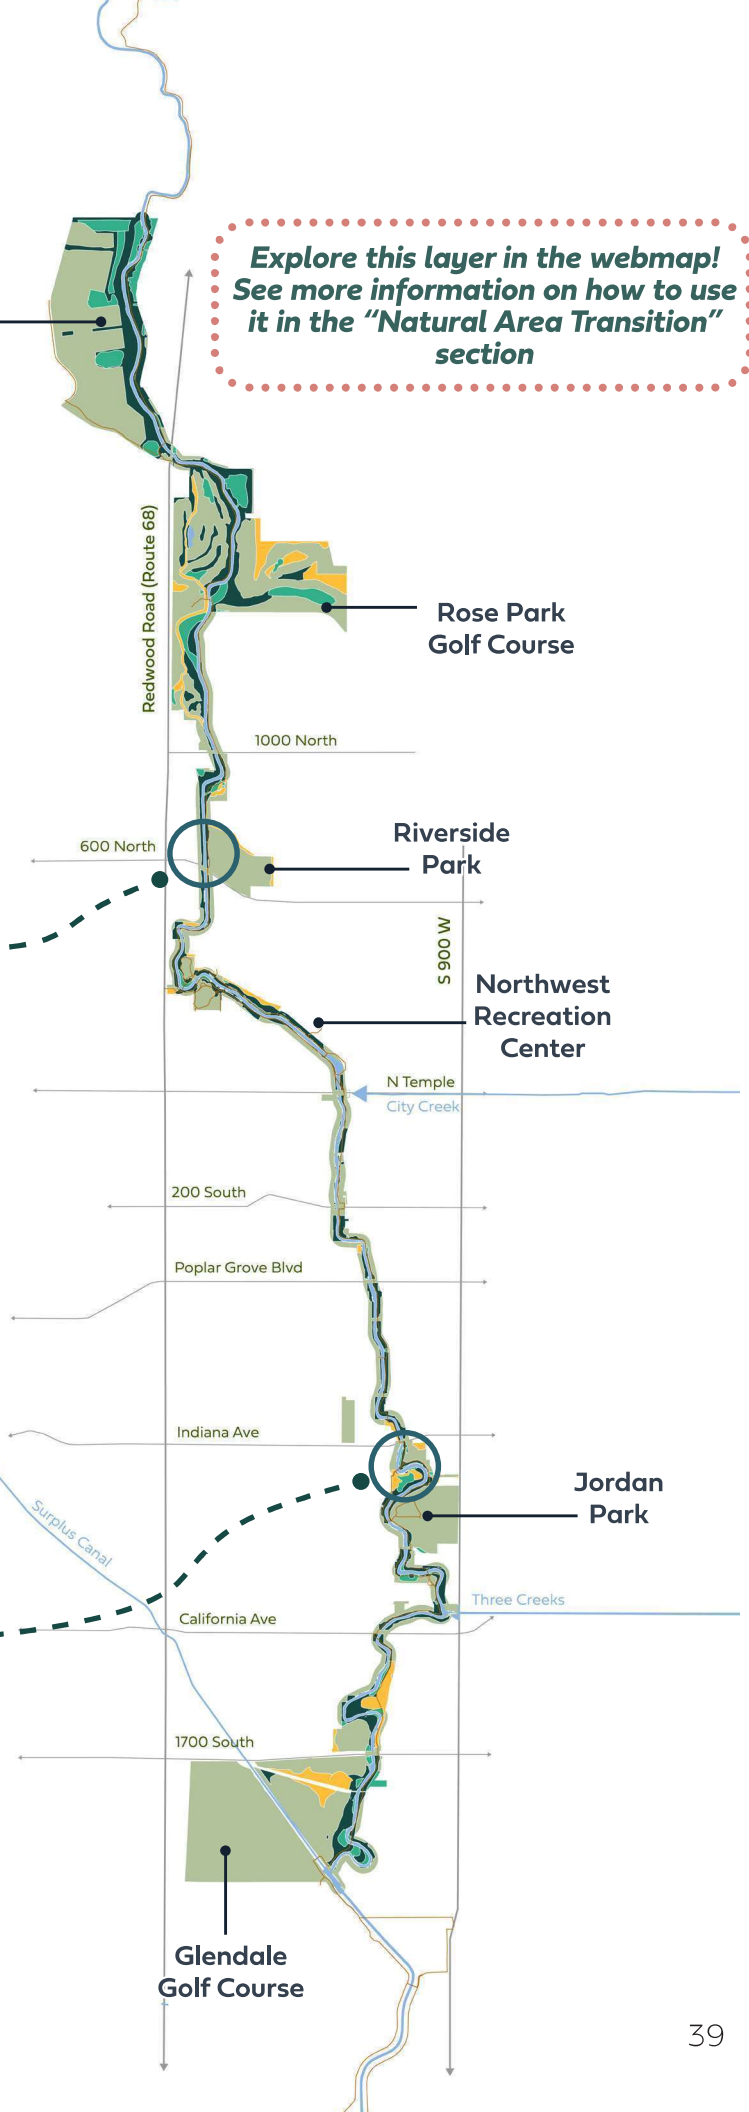 Explore this layer in the webmap!
See more information on how to use
it in the “Natural Area Transition”
section
Redwood Road (Route 68)
Rose Park
Golf Course
1000 North
Riverside
Park
600 North
S 900 W
Northwest
Recreation
Center
N Temple
City Creek
200 South
Poplar Grove Blvd
Indiana Ave
Jordan
Park
Surplus Canal
Three Creeks
California Ave
1700 South
Glendale
Golf Course
39